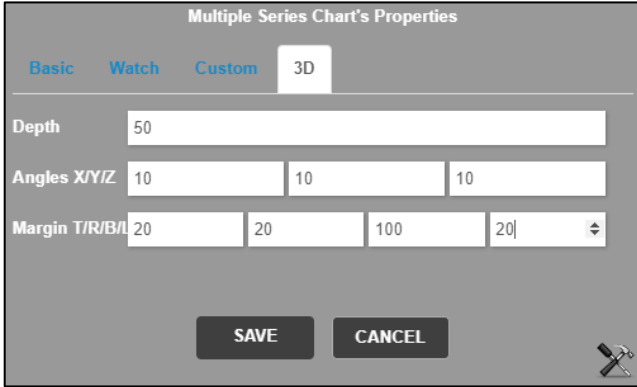 Multiple Series Chart's Properties
Basic Watch Custom 3D
Depth 50
Angles X/Y/Z 10 10 10
Margin T/R/B/L 20 20 100 20
SAVE CANCEL